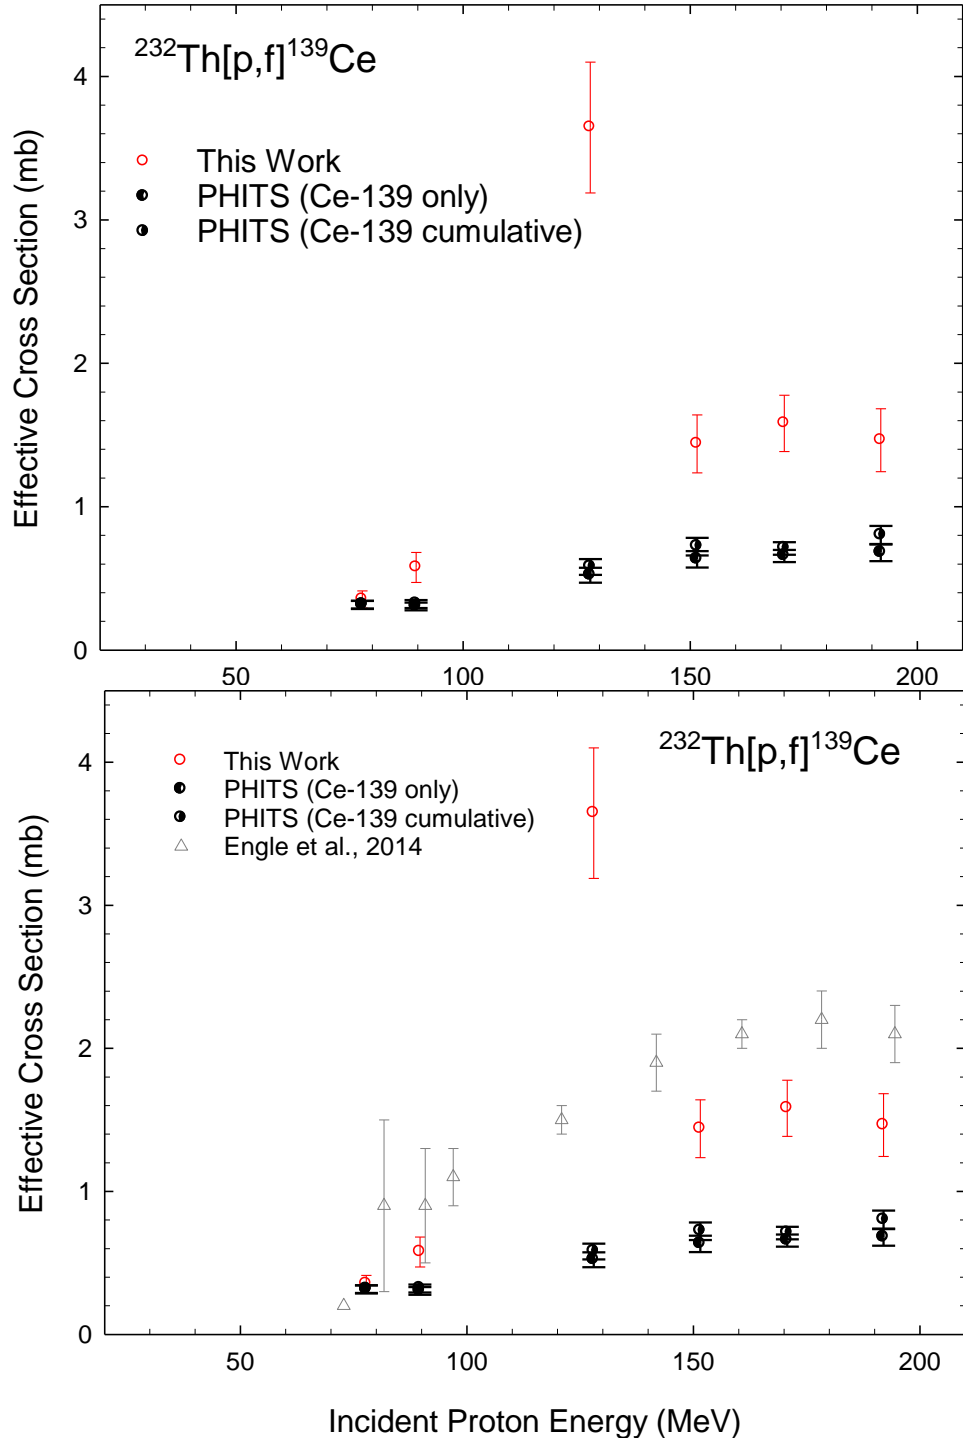 ²³²Th[p,f]¹³⁹Ce
This Work
PHITS (Ce-139 only)
PHITS (Ce-139 cumulative)
Effective Cross Section (mb)
4
3
2
1
0
50 100 150 200
²³²Th[p,f]¹³⁹Ce
This Work
PHITS (Ce-139 only)
PHITS (Ce-139 cumulative)
Engle et al., 2014
Effective Cross Section (mb)
4
3
2
1
0
50 100 150 200
Incident Proton Energy (MeV)